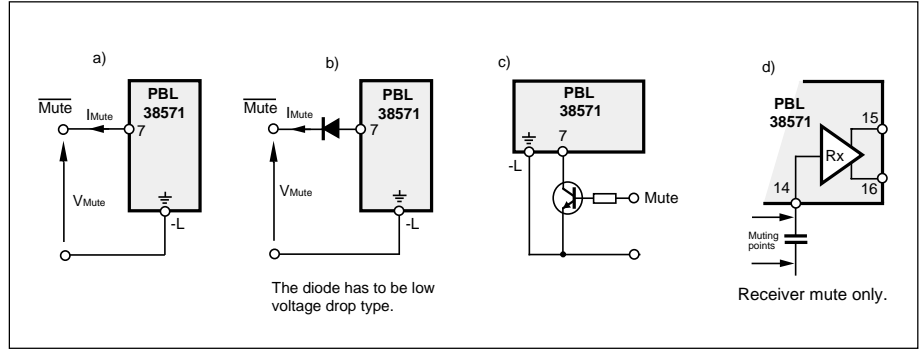 a)
Mute
IMute
PBL
38571
7
VMute
-L
b)
Mute
IMute
PBL
38571
7
VMute
-L
The diode has to be low
voltage drop type.
c)
PBL
38571
-L
7
Mute
d)
PBL
38571
15
Rx
14
16
Muting
points
Receiver mute only.